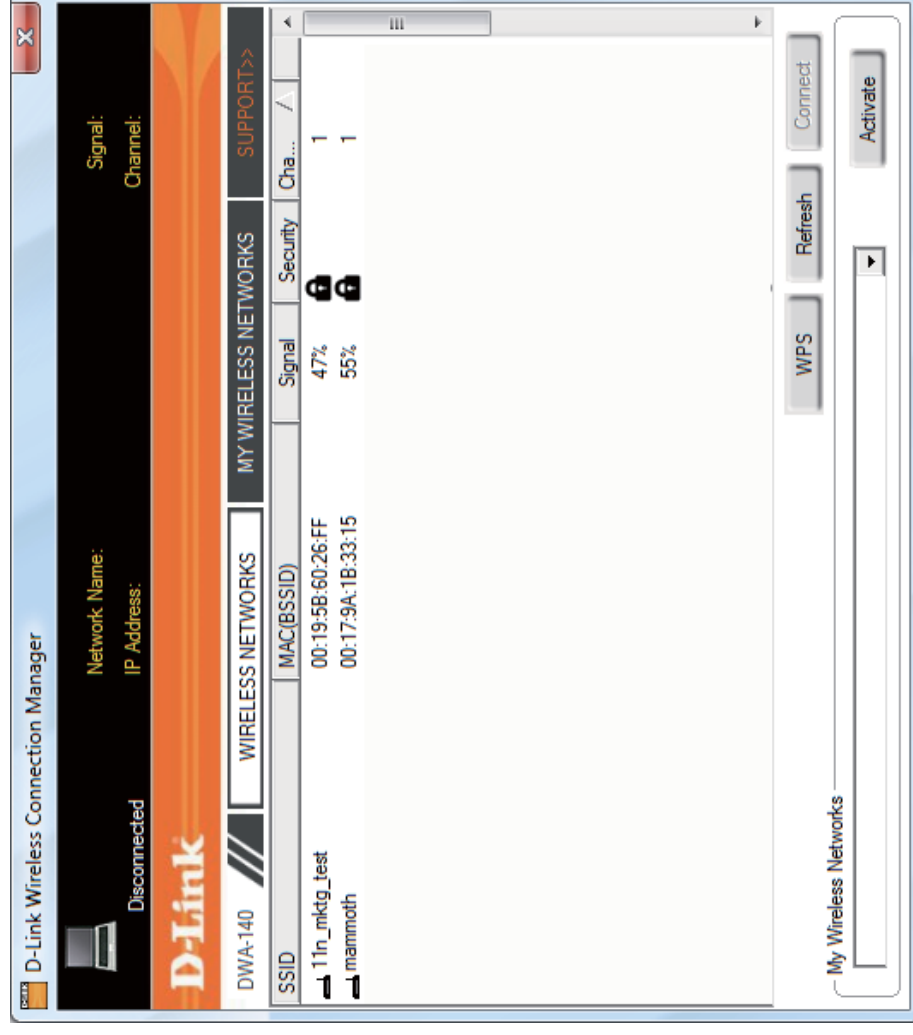 D-Link Wireless Connection Manager
Disconnected
Network Name:
Signal:
IP Address:
Channel:
D-Link
DWA-140
WIRELESS NETWORKS
MY WIRELESS NETWORKS
SUPPORT>>
SSID MAC(BSSID) Signal Security Cha...
11n_mktg_test 00:19:5B:60:26:FF 47% 1
mammoth 00:17:9A:1B:33:15 55% 1
WPS Refresh Connect
My Wireless Networks
Activate